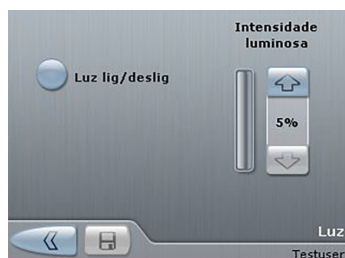 Intensidade
luminosa
Luz lig/deslig
5%
Luz
Testuser